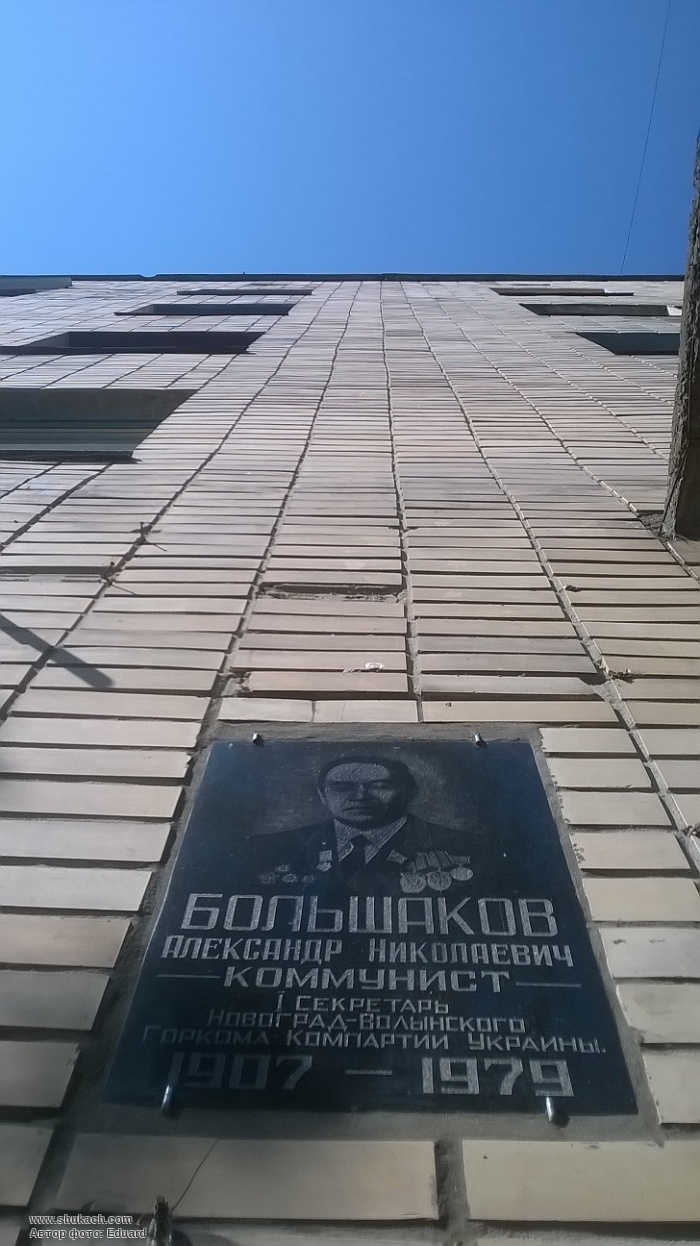 БОЛЬШАКОВ
АЛЕКСАНДР НИКОЛАЕВИЧ
КОММУНИСТ
I СЕКРЕТАРЬ
НОВОГРАД-ВОЛЫНСКОГО
ГОРКОМА КОМПАРТИИ УКРАИНЫ.
1907 — 1979
www.shukach.com
Автор фото: Eduard